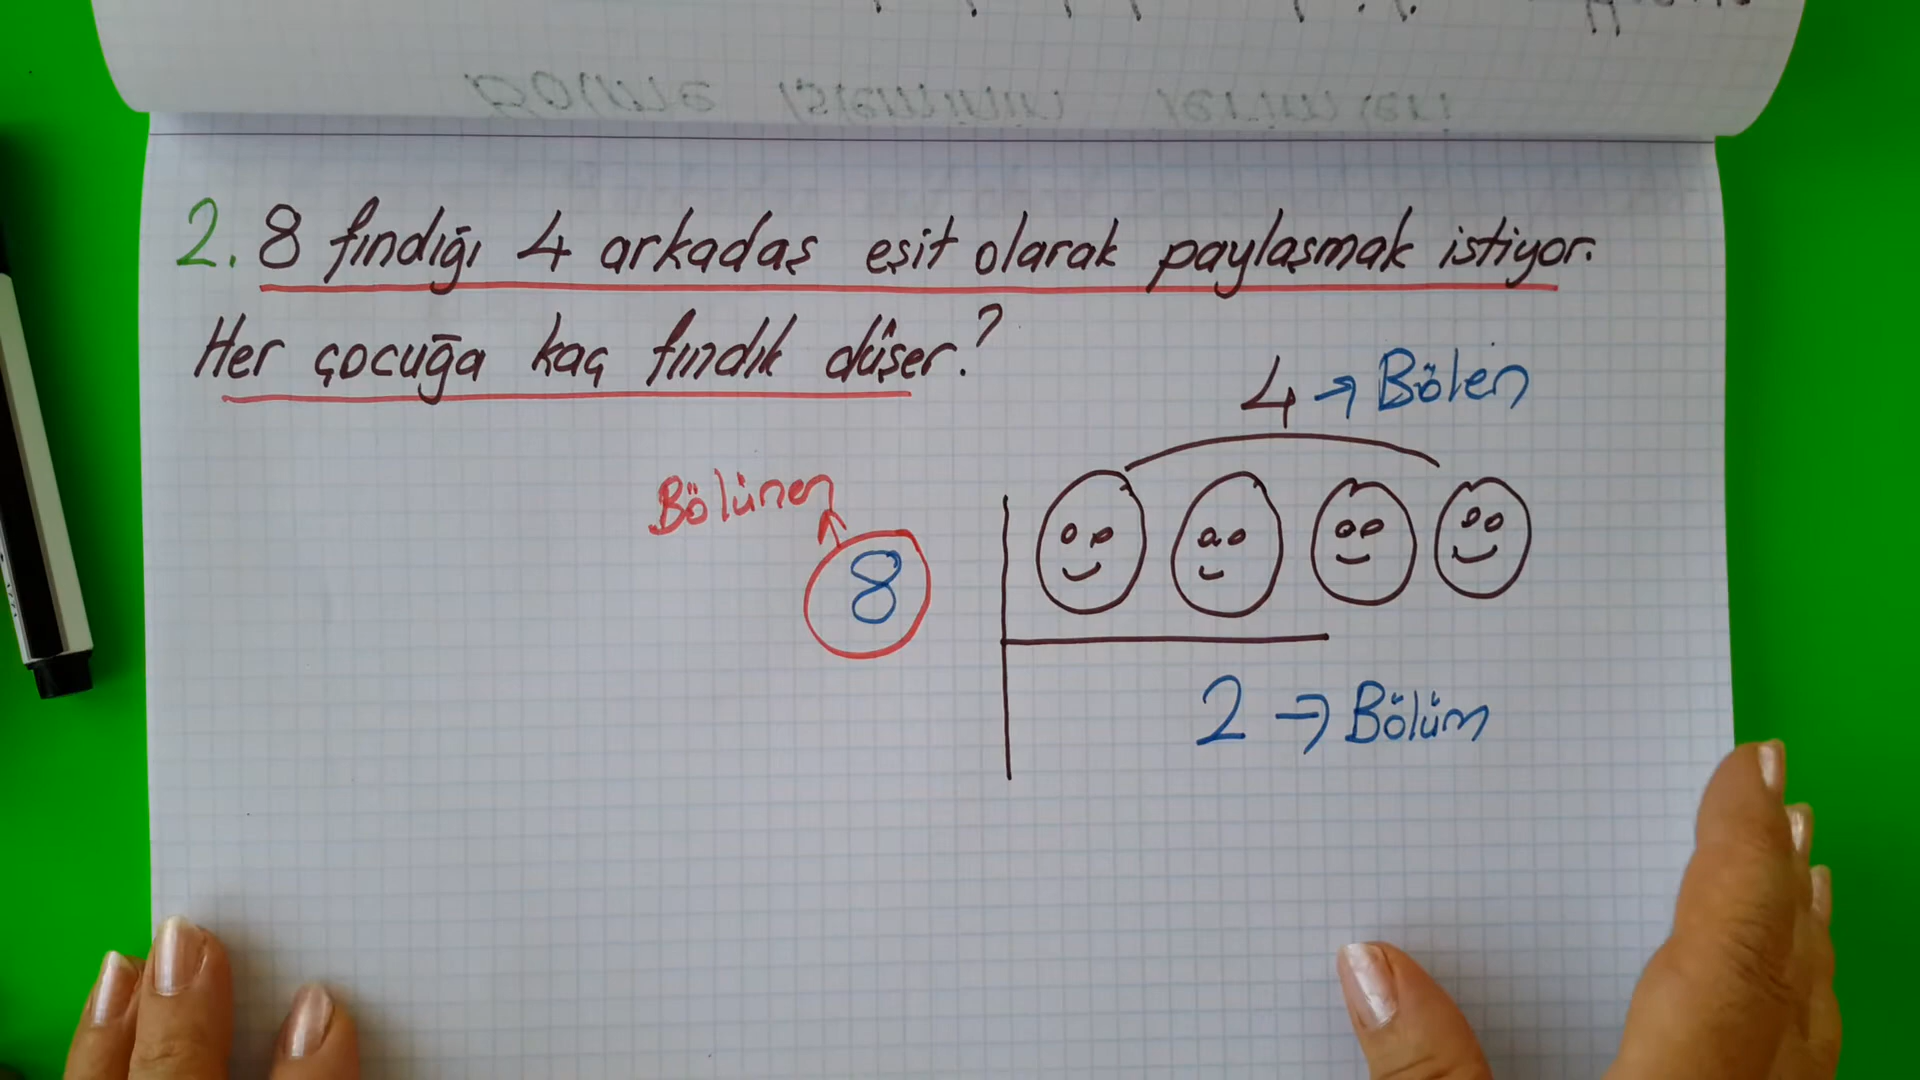 2. 8 fındığı 4 arkadaş eşit olarak paylaşmak istiyor.
Her çocuğa kaç fındık düşer.?
4 → Bölen
Bölünen
8
2 → Bölüm